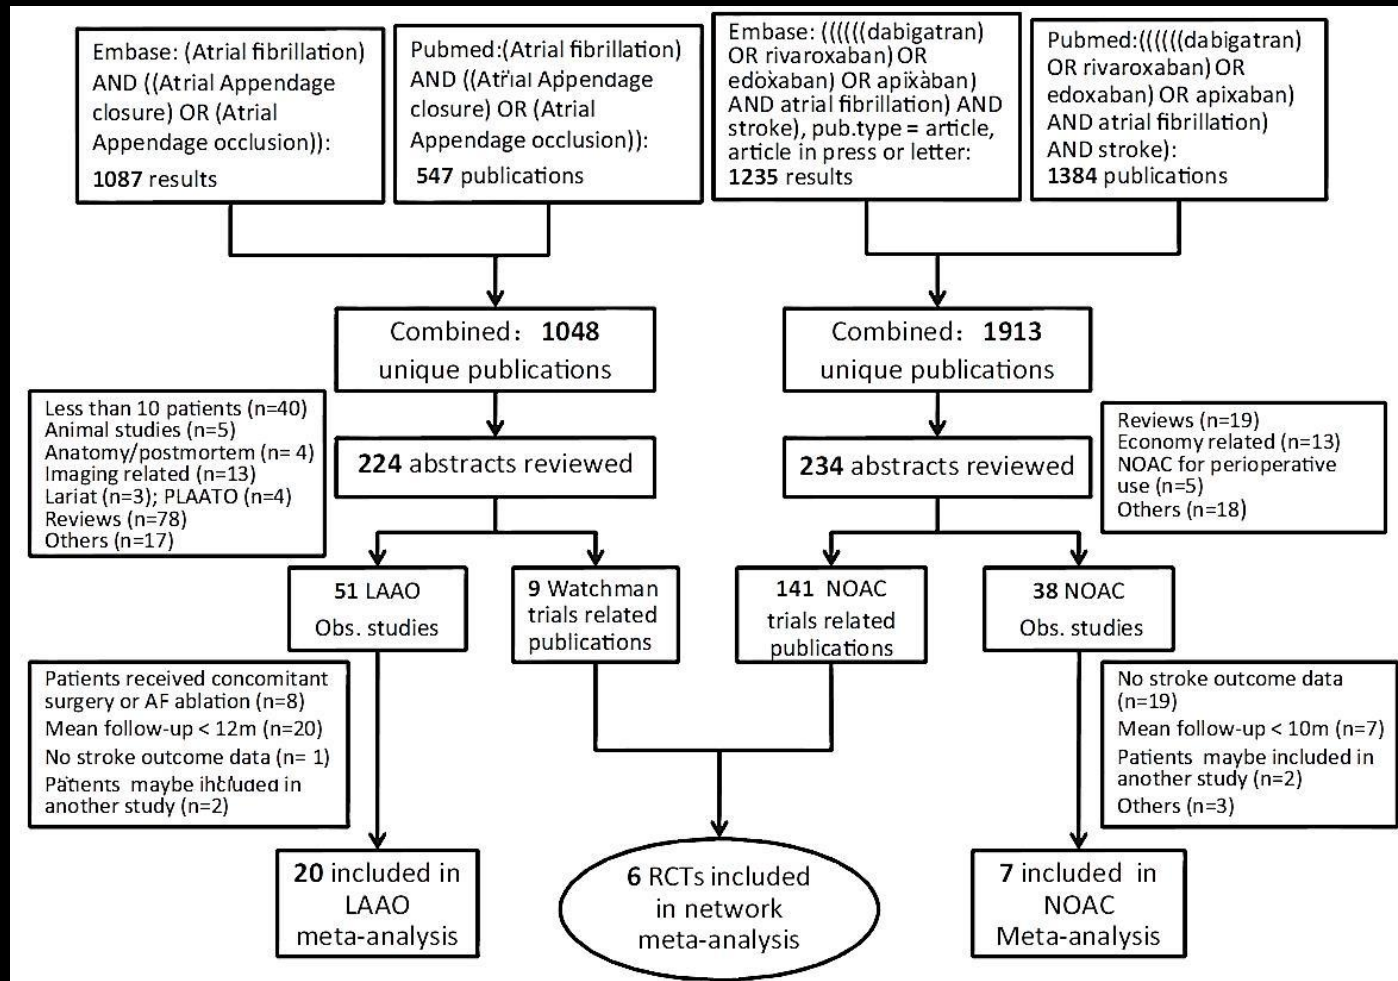 Embase: (Atrial fibrillation)
AND ((Atrial Appendage
closure) OR (Atrial
Appendage occlusion)):
1087 results
Pubmed:(Atrial fibrillation)
AND ((Atrial Appendage
closure) OR (Atrial
Appendage occlusion)):
547 publications
Embase: ((((((dabigatran)
OR rivaroxaban) OR
edoxaban) OR apixaban)
AND atrial fibrillation) AND
stroke), pub.type = article,
article in press or letter:
1235 results
Pubmed:((((((dabigatran)
OR rivaroxaban) OR
edoxaban) OR apixaban)
AND atrial fibrillation)
AND stroke):
1384 publications
Combined: 1048
unique publications
Combined: 1913
unique publications
Less than 10 patients (n=40)
Animal studies (n=5)
Anatomy/postmortem (n= 4)
Imaging related (n=13)
Lariat (n=3); PLAATO (n=4)
Reviews (n=78)
Others (n=17)
224 abstracts reviewed
234 abstracts reviewed
Reviews (n=19)
Economy related (n=13)
NOAC for perioperative
use (n=5)
Others (n=18)
51 LAAO
Obs. studies
9 Watchman
trials related
publications
141 NOAC
trials related
publications
38 NOAC
Obs. studies
Patients received concomitant
surgery or AF ablation (n=8)
Mean follow-up < 12m (n=20)
No stroke outcome data (n= 1)
Patients maybe included in
another study (n=2)
No stroke outcome data
(n=19)
Mean follow-up < 10m (n=7)
Patients maybe included in
another study (n=2)
Others (n=3)
20 included in
LAAO
meta-analysis
6 RCTs included
in network
meta-analysis
7 included in
NOAC
Meta-analysis